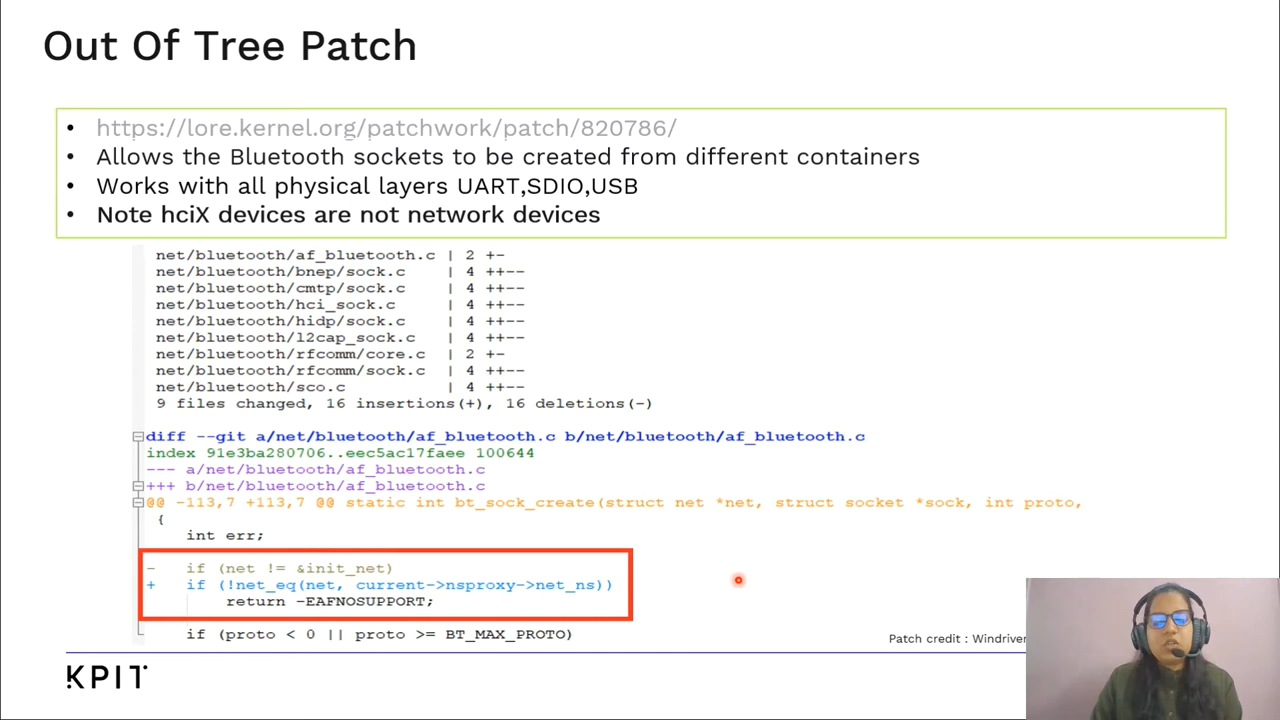 Out Of Tree Patch
• https://lore.kernel.org/patchwork/patch/820786/
• Allows the Bluetooth sockets to be created from different containers
• Works with all physical layers UART,SDIO,USB
• Note hciX devices are not network devices
net/bluetooth/af_bluetooth.c | 2 +-
net/bluetooth/bnep/sock.c | 4 ++--
net/bluetooth/cmtp/sock.c | 4 ++--
net/bluetooth/hci_sock.c | 4 ++--
net/bluetooth/hidp/sock.c | 4 ++--
net/bluetooth/l2cap_sock.c | 4 ++--
net/bluetooth/rfcomm/core.c | 2 +-
net/bluetooth/rfcomm/sock.c | 4 ++--
net/bluetooth/sco.c | 4 ++--
9 files changed, 16 insertions(+), 16 deletions(-)
diff --git a/net/bluetooth/af_bluetooth.c b/net/bluetooth/af_bluetooth.c
index 91e3ba280706..eec5ac17faee 100644
--- a/net/bluetooth/af_bluetooth.c
+++ b/net/bluetooth/af_bluetooth.c
@@ -113,7 +113,7 @@ static int bt_sock_create(struct net *net, struct socket *sock, int proto,
{
int err;
- if (net != &init_net)
+ if (!net_eq(net, current->nsproxy->net_ns))
return -EAFNOSUPPORT;
if (proto < 0 || proto >= BT_MAX_PROTO)
Patch credit : Windriver
KPIT